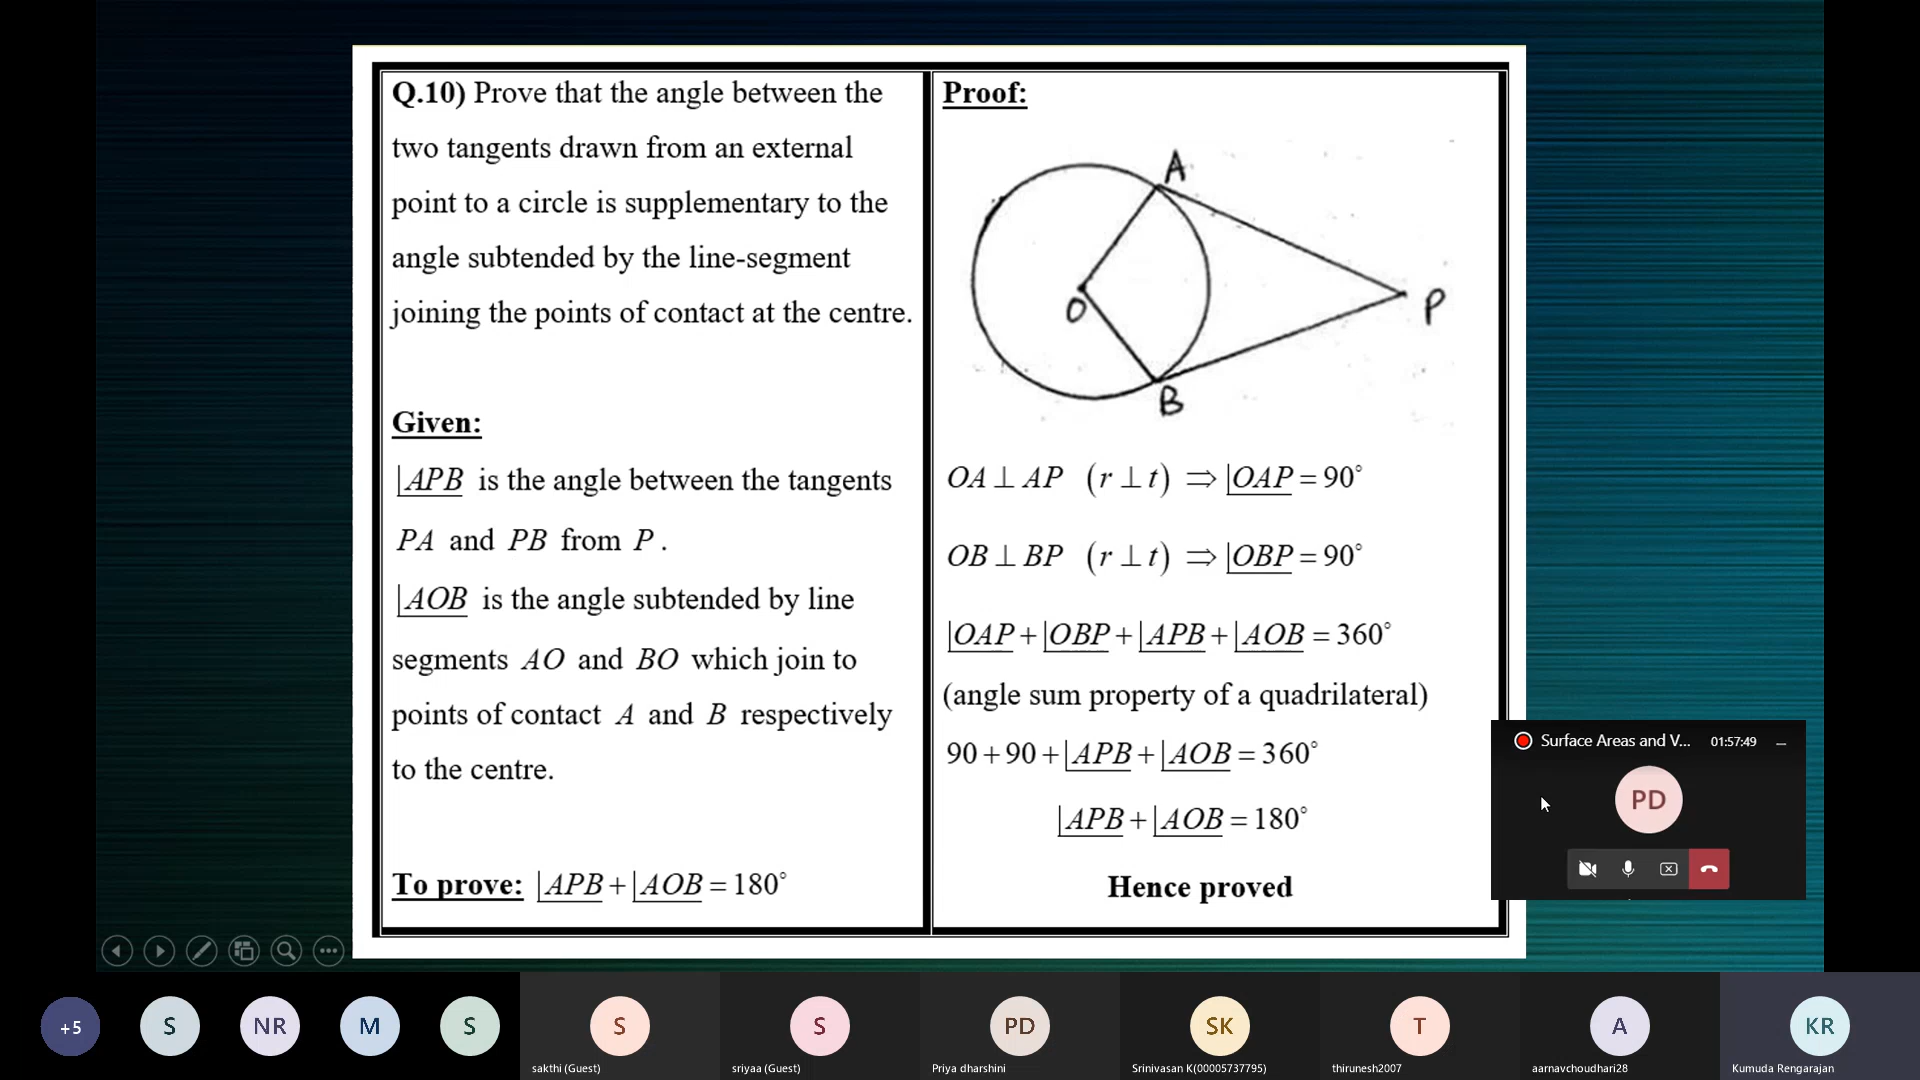 Q.10) Prove that the angle between the
two tangents drawn from an external
point to a circle is supplementary to the
angle subtended by the line-segment
joining the points of contact at the centre.
Given:
∠APB is the angle between the tangents
PA and PB from P .
∠AOB is the angle subtended by line
segments AO and BO which join to
points of contact A and B respectively
to the centre.
To prove: ∠APB + ∠AOB = 180°
Proof:
A
O
P
B
OA ⊥ AP (r ⊥ t) ⇒ ∠OAP = 90°
OB ⊥ BP (r ⊥ t) ⇒ ∠OBP = 90°
∠OAP + ∠OBP + ∠APB + ∠AOB = 360°
(angle sum property of a quadrilateral)
90 + 90 + ∠APB + ∠AOB = 360°
∠APB + ∠AOB = 180°
Hence proved
Surface Areas and V... 01:57:49
PD
+5 S NR M S S S PD SK T A KR
sakthi (Guest) sriyaa (Guest) Priya dharshini Srinivasan K(00005737795) thirunesh2007 aarnavchoudhari28 Kumuda Rengarajan